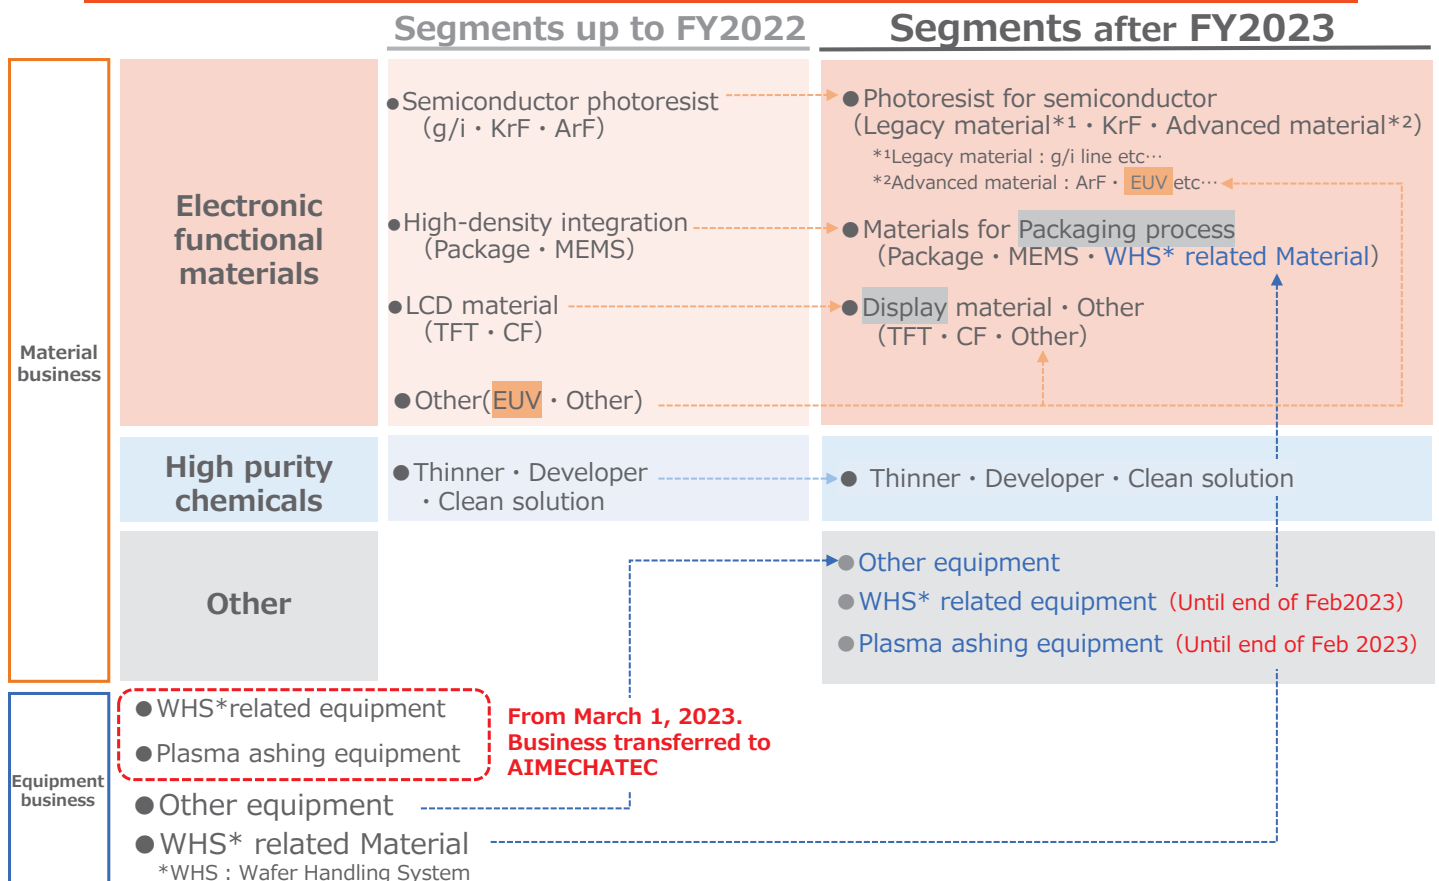 Segments up to FY2022
Segments after FY2023
Material
business
Electronic
functional
materials
●Semiconductor photoresist
(g/i・KrF・ArF)
●High-density integration
(Package・MEMS)
●LCD material
(TFT・CF)
●Other(EUV・Other)
●Photoresist for semiconductor
(Legacy material*¹・KrF・Advanced material*²)
*¹Legacy material : g/i line etc…
*²Advanced material : ArF・EUV etc…
●Materials for Packaging process
(Package・MEMS・WHS* related Material)
●Display material・Other
(TFT・CF・Other)
High purity
chemicals
●Thinner・Developer
・Clean solution
● Thinner・Developer・Clean solution
Other
●Other equipment
●WHS* related equipment (Until end of Feb2023)
●Plasma ashing equipment (Until end of Feb 2023)
Equipment
business
●WHS*related equipment
●Plasma ashing equipment
From March 1, 2023.
Business transferred to
AIMECHATEC
●Other equipment
●WHS* related Material
*WHS : Wafer Handling System